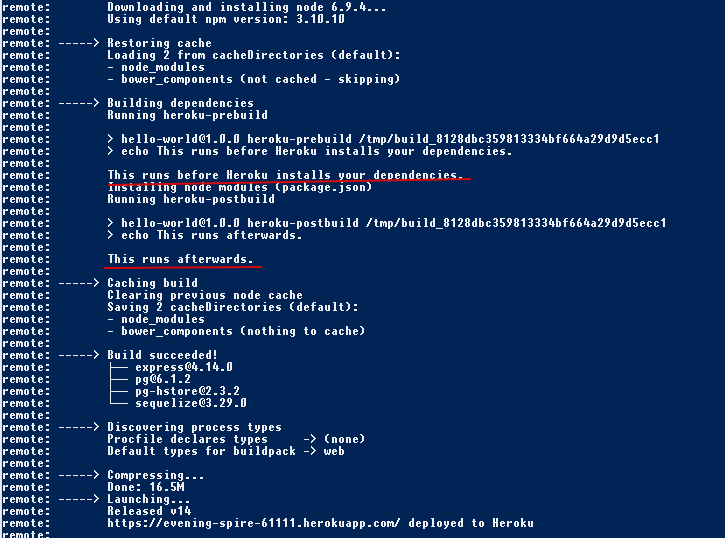 remote:        Downloading and installing node 6.9.4...
remote:        Using default npm version: 3.10.10
remote:
remote: -----> Restoring cache
remote:        Loading 2 from cacheDirectories (default):
remote:        - node_modules
remote:        - bower_components (not cached - skipping)
remote:
remote: -----> Building dependencies
remote:        Running heroku-prebuild
remote:
remote:        > hello-world@1.0.0 heroku-prebuild /tmp/build_8128dbc359813334bf664a29d9d5ecc1
remote:        > echo This runs before Heroku installs your dependencies.
remote:
remote:        This runs before Heroku installs your dependencies.
remote:        Installing node modules (package.json)
remote:        Running heroku-postbuild
remote:
remote:        > hello-world@1.0.0 heroku-postbuild /tmp/build_8128dbc359813334bf664a29d9d5ecc1
remote:        > echo This runs afterwards.
remote:
remote:        This runs afterwards.
remote:
remote: -----> Caching build
remote:        Clearing previous node cache
remote:        Saving 2 cacheDirectories (default):
remote:        - node_modules
remote:        - bower_components (nothing to cache)
remote:
remote: -----> Build succeeded!
remote:        ├── express@4.14.0
remote:        ├── pg@6.1.2
remote:        ├── pg-hstore@2.3.2
remote:        └── sequelize@3.29.0
remote:
remote: -----> Discovering process types
remote:        Procfile declares types     -> (none)
remote:        Default types for buildpack -> web
remote:
remote: -----> Compressing...
remote:        Done: 16.5M
remote: -----> Launching...
remote:        Released v14
remote:        https://evening-spire-61111.herokuapp.com/ deployed to Heroku
remote: